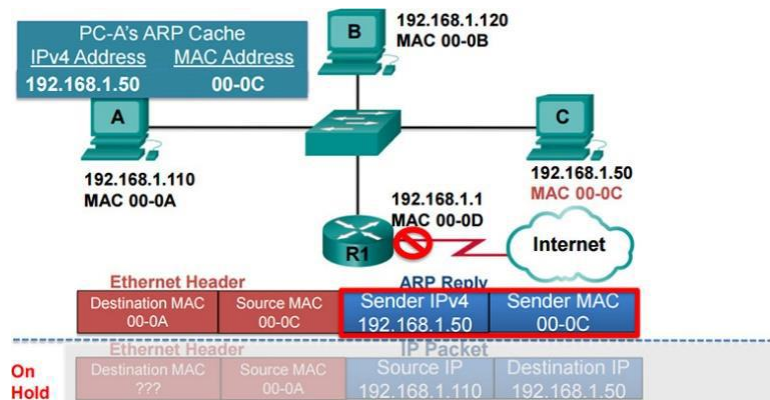 PC-A's ARP Cache
IPv4 Address MAC Address
192.168.1.50 00-0C
B
192.168.1.120
MAC 00-0B
A
C
192.168.1.110
MAC 00-0A
192.168.1.50
MAC 00-0C
192.168.1.1
MAC 00-0D
R1
Internet
Ethernet Header ARP Reply
Destination MAC Source MAC Sender IPv4 Sender MAC
00-0A 00-0C 192.168.1.50 00-0C
Ethernet Header IP Packet
On Hold
Destination MAC Source MAC Source IP Destination IP
??? 00-0A 192.168.1.110 192.168.1.50